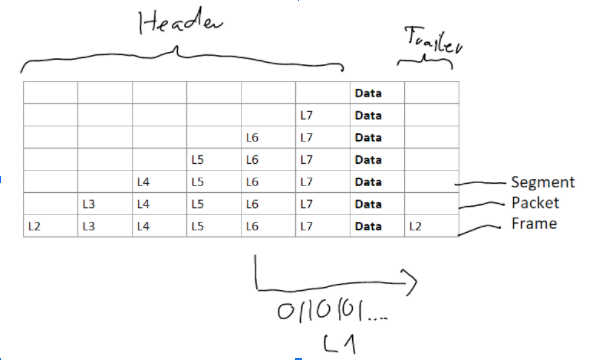 Header
Trailer
Data
L7 Data
L6 L7 Data
L5 L6 L7 Data
L4 L5 L6 L7 Data Segment
L3 L4 L5 L6 L7 Data Packet
L2 L3 L4 L5 L6 L7 Data L2 Frame
0110101....
L1